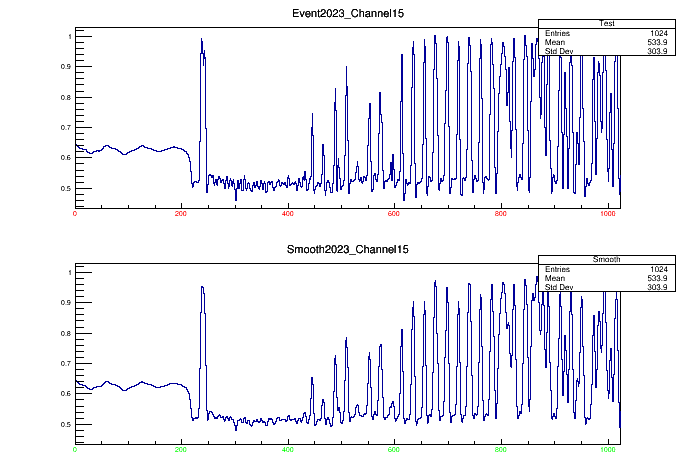 Event2023_Channel15
Test
Entries 1024
Mean 533.9
Std Dev 303.9
1
0.9
0.8
0.7
0.6
0.5
0 200 400 600 800 1000
Smooth2023_Channel15
Smooth
Entries 1024
Mean 533.9
Std Dev 303.9
1
0.9
0.8
0.7
0.6
0.5
0 200 400 600 800 1000